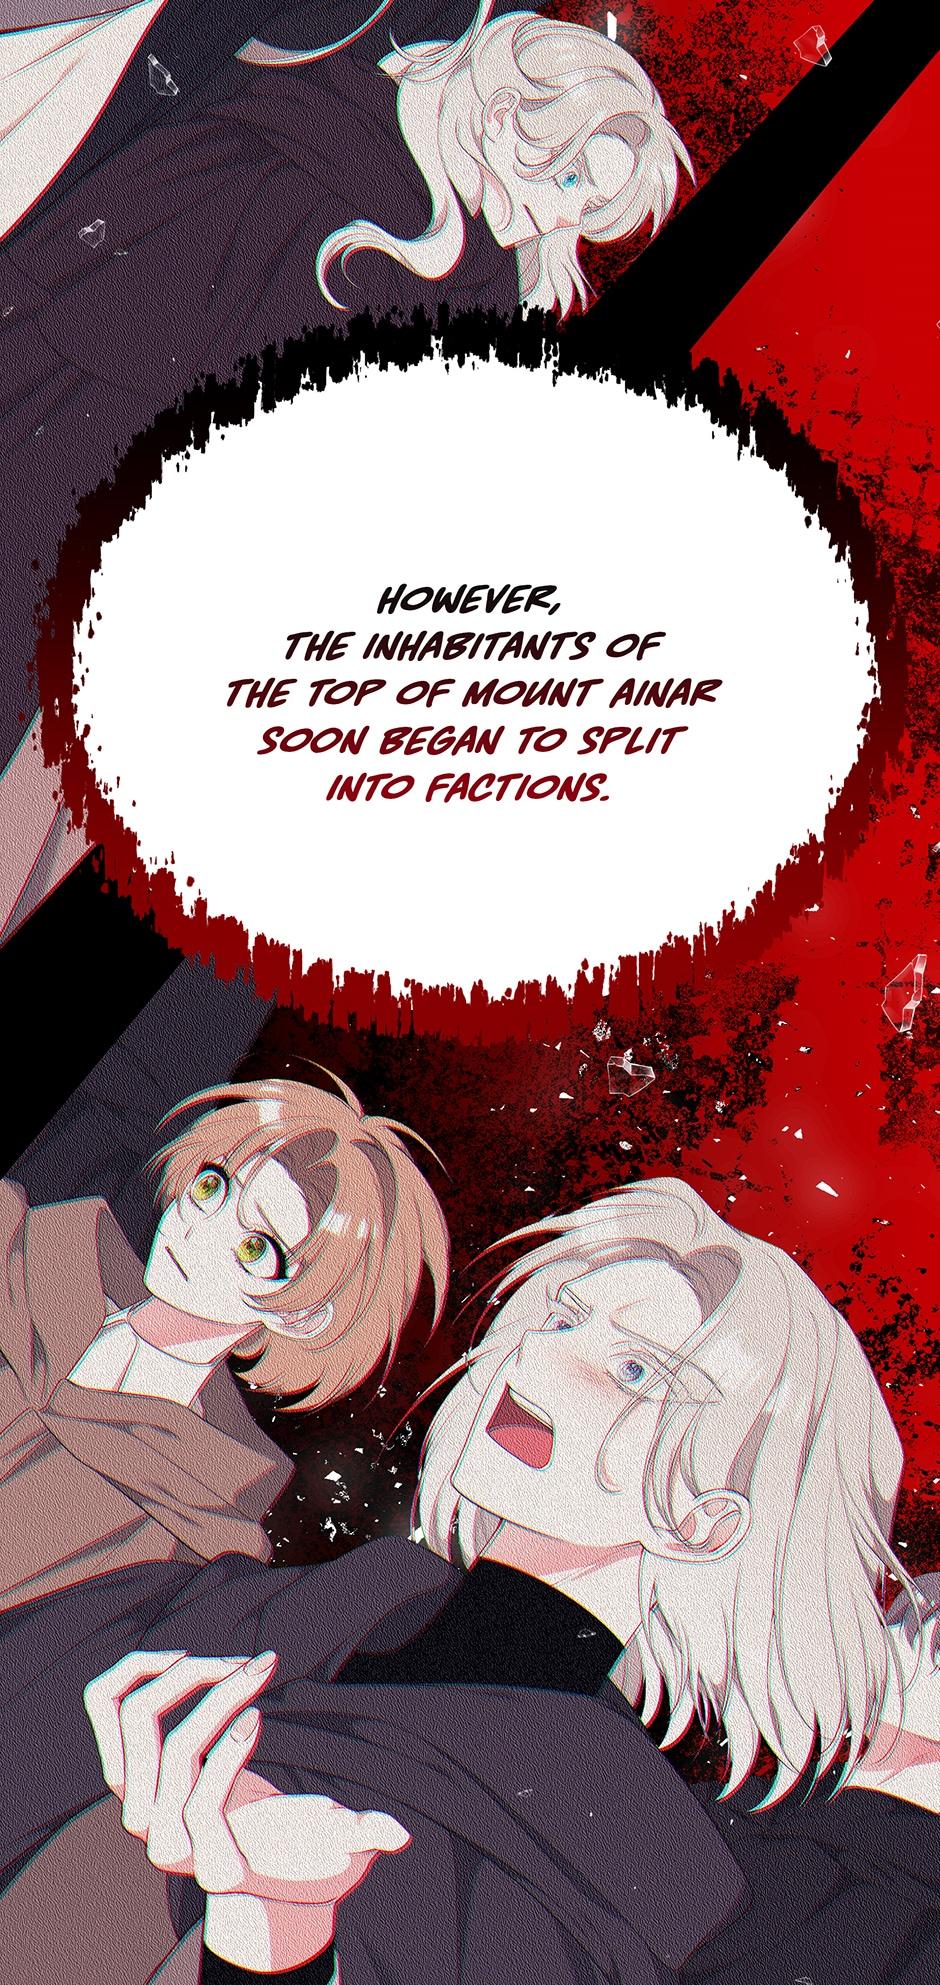 HOWEVER,
THE INHABITANTS OF
THE TOP OF MOUNT AINAR
SOON BEGAN TO SPLIT
INTO FACTIONS.